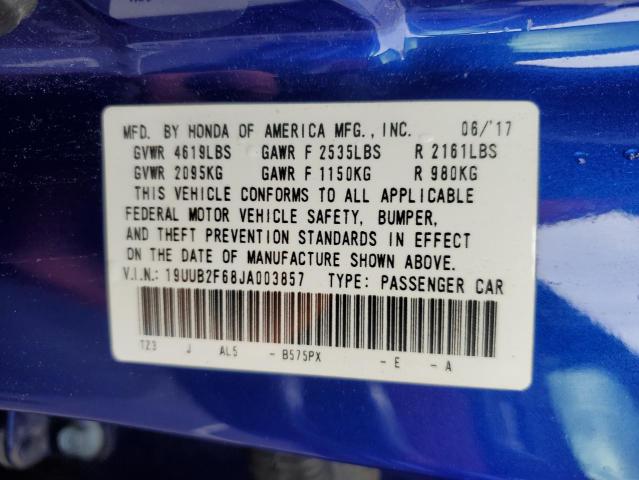 MFD. BY HONDA OF AMERICA MFG., INC. 06/'17
GVWR 4619LBS GAWR F 2535LBS R 2161LBS
GVWR 2095KG GAWR F 1150KG R 980KG
THIS VEHICLE CONFORMS TO ALL APPLICABLE
FEDERAL MOTOR VEHICLE SAFETY, BUMPER,
AND THEFT PREVENTION STANDARDS IN EFFECT
ON THE DATE OF MANUFACTURE SHOWN ABOVE.
V.I.N.: 19UUB2F68JA003857 TYPE: PASSENGER CAR
TZ3 J AL5 - B575PX - E - A